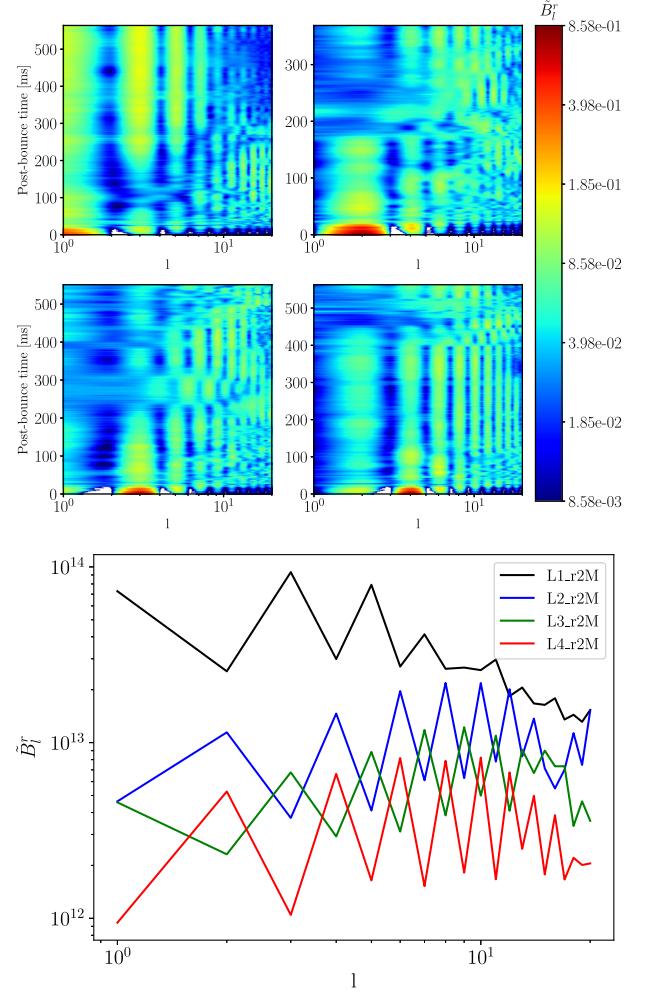 B̃_l^r
500
400
300
200
100
0
Post-bounce time [ms]
10⁰
10¹
l
300
200
100
0
10⁰
10¹
l
8.58e-01
3.98e-01
1.85e-01
8.58e-02
3.98e-02
1.85e-02
8.58e-03
500
400
300
200
100
0
Post-bounce time [ms]
10⁰
10¹
l
500
400
300
200
100
0
10⁰
10¹
l
10¹⁴
10¹³
10¹²
B̃_l^r
L1_r2M
L2_r2M
L3_r2M
L4_r2M
10⁰
10¹
l